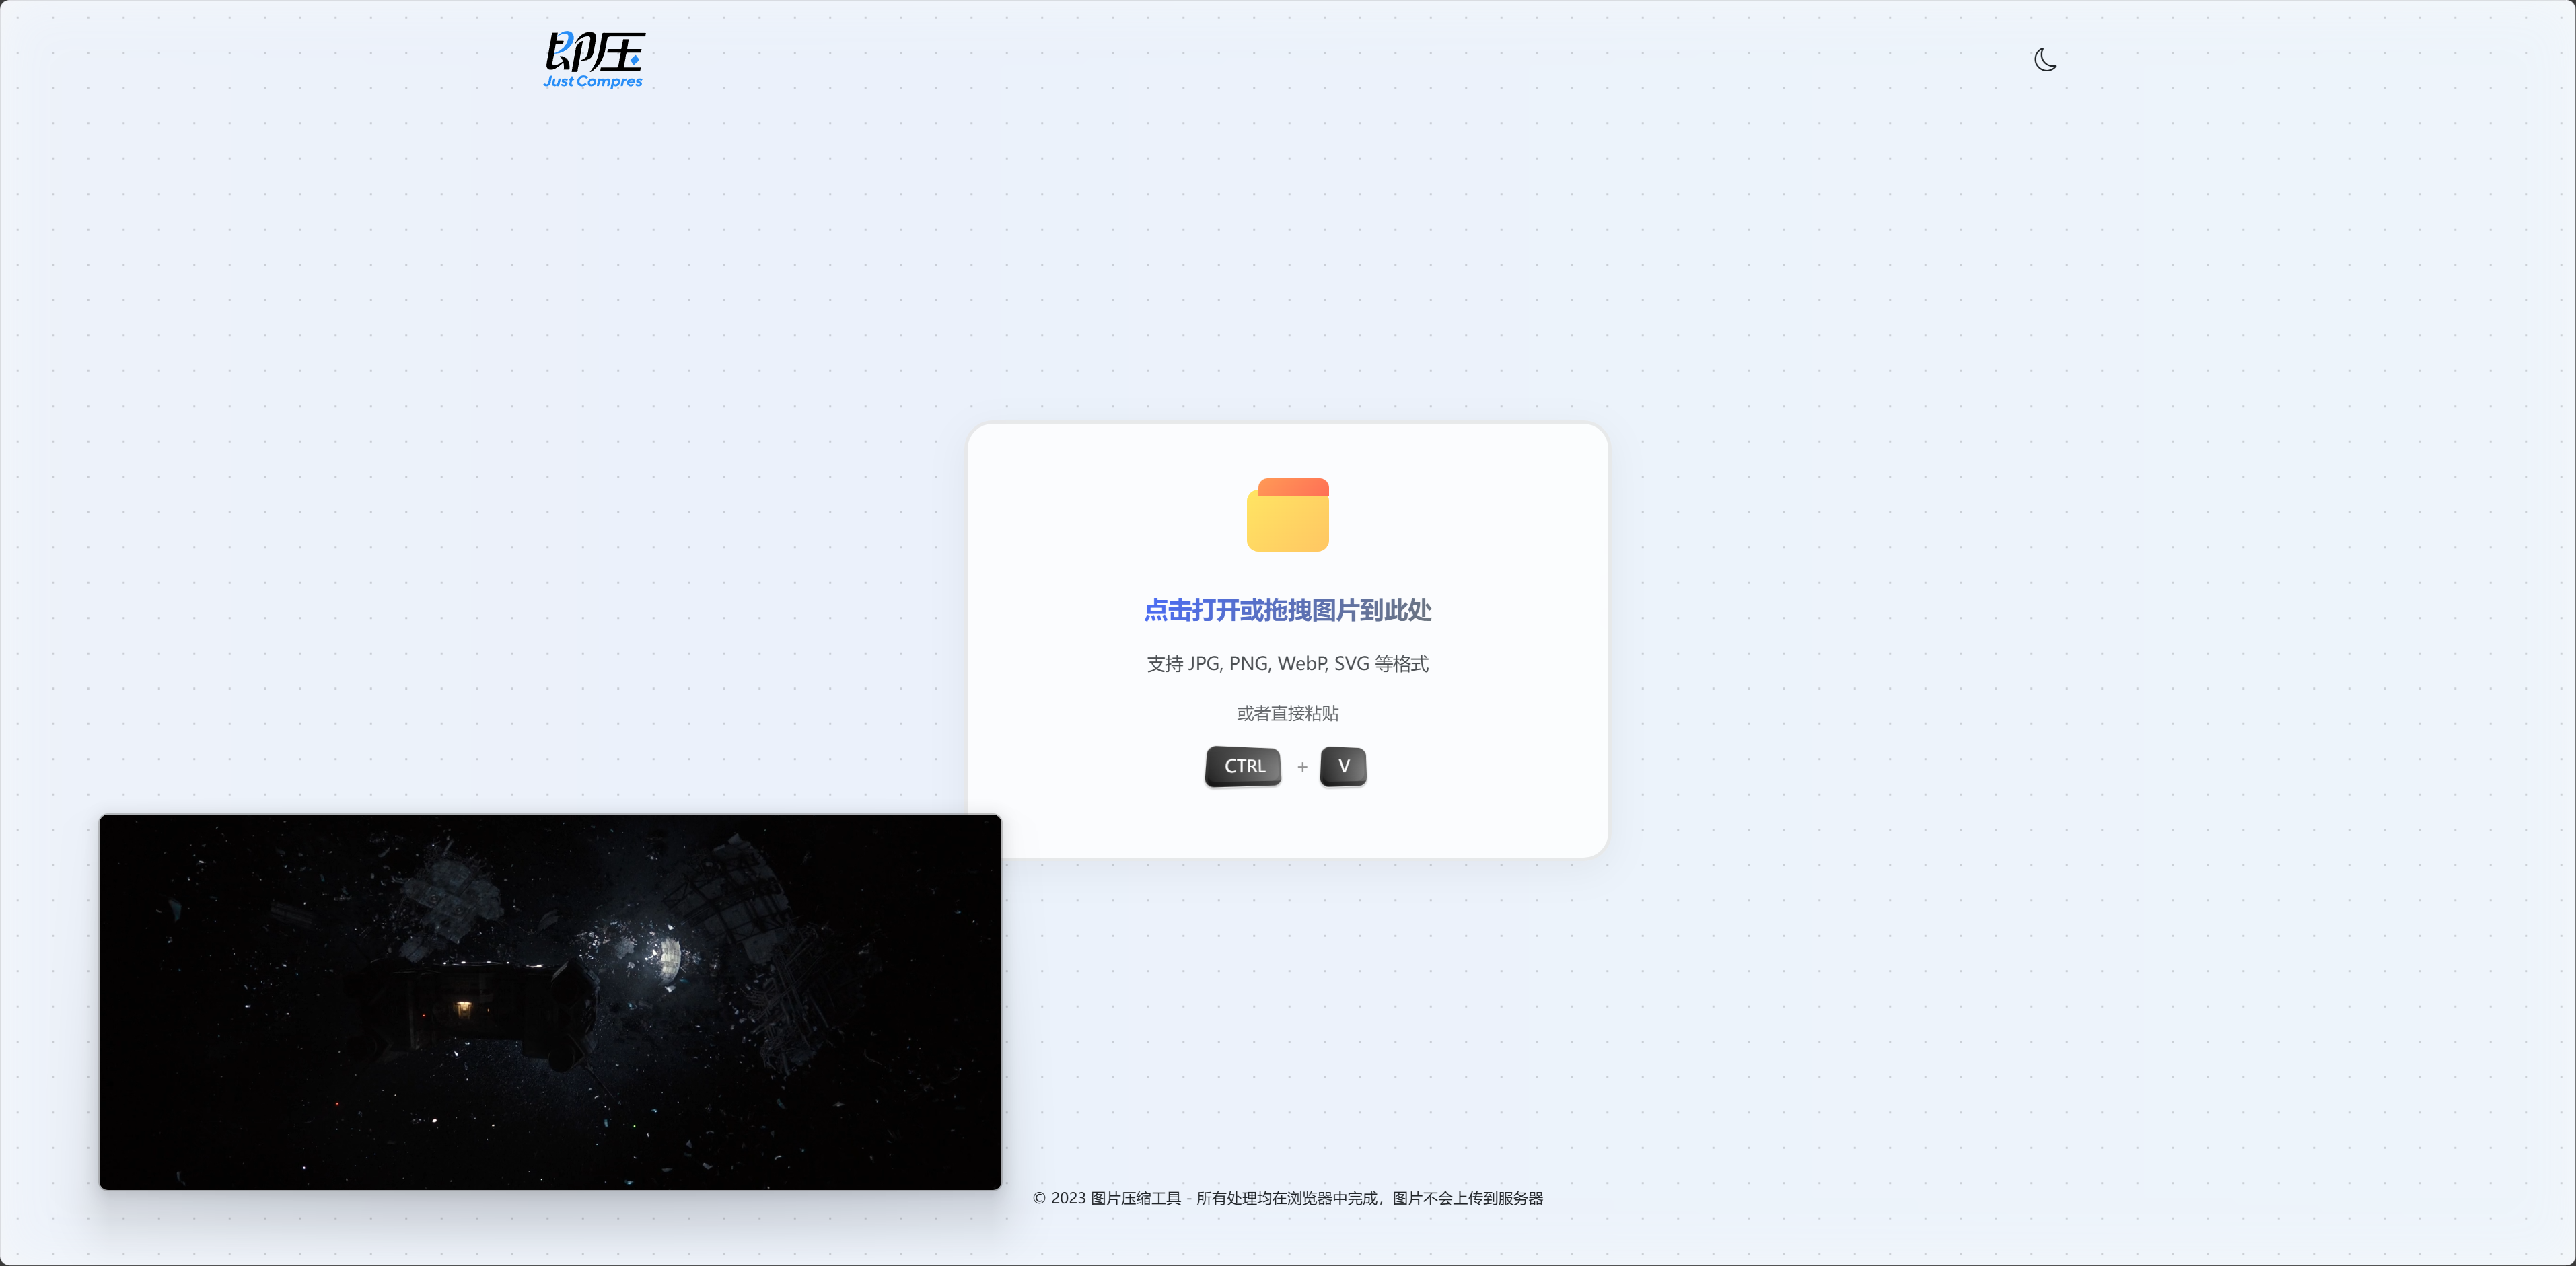 即压
Just Compres
点击打开或拖拽图片到此处
支持 JPG, PNG, WebP, SVG 等格式
或者直接粘贴
CTRL + V
© 2023 图片压缩工具 - 所有处理均在浏览器中完成，图片不会上传到服务器